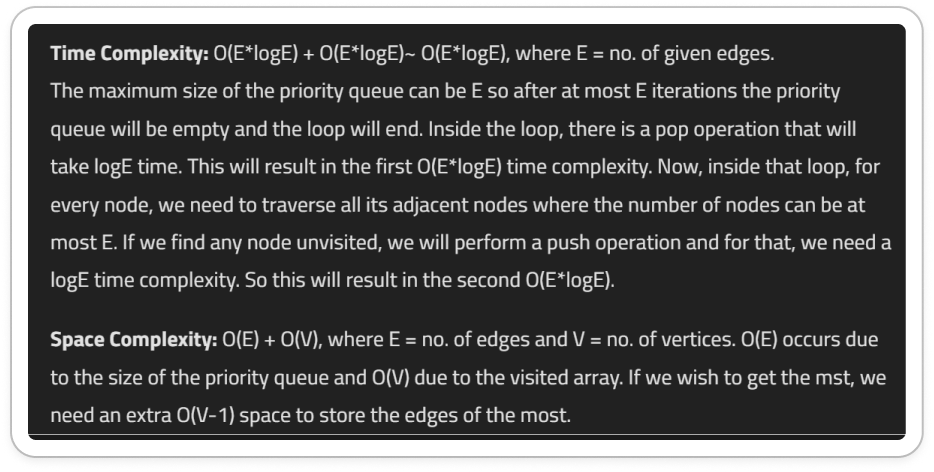 Time Complexity: O(E*logE) + O(E*logE)~ O(E*logE), where E = no. of given edges.
The maximum size of the priority queue can be E so after at most E iterations the priority
queue will be empty and the loop will end. Inside the loop, there is a pop operation that will
take logE time. This will result in the first O(E*logE) time complexity. Now, inside that loop, for
every node, we need to traverse all its adjacent nodes where the number of nodes can be at
most E. If we find any node unvisited, we will perform a push operation and for that, we need a
logE time complexity. So this will result in the second O(E*logE).
Space Complexity: O(E) + O(V), where E = no. of edges and V = no. of vertices. O(E) occurs due
to the size of the priority queue and O(V) due to the visited array. If we wish to get the mst, we
need an extra O(V-1) space to store the edges of the most.